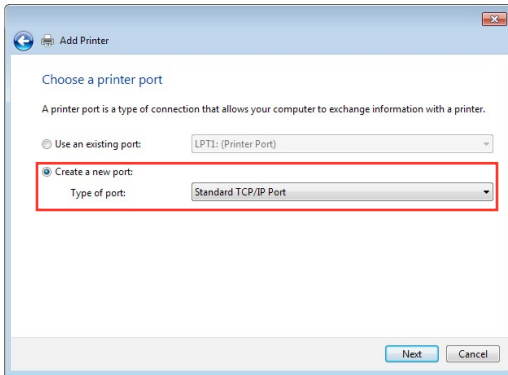 Add Printer
Choose a printer port
A printer port is a type of connection that allows your computer to exchange information with a printer.
Use an existing port: LPT1: (Printer Port)
Create a new port:
Type of port: Standard TCP/IP Port
Next Cancel